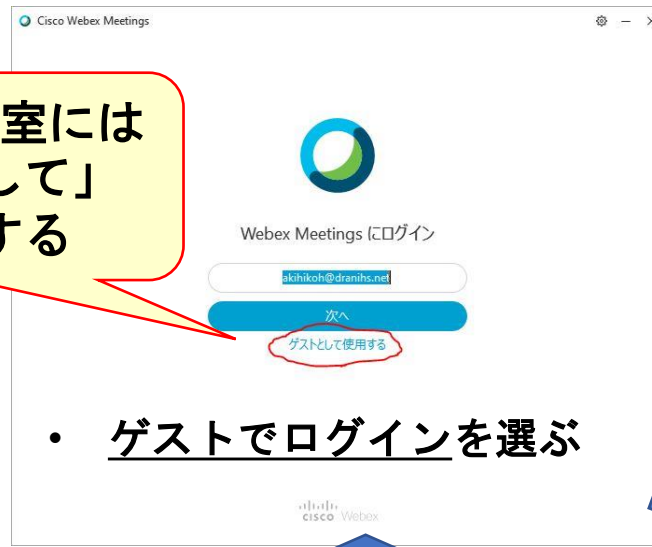 Cisco Webex Meetings
室には
して」
する
Webex Meetings にログイン
akihikoh@dranihs.net
次へ
ゲストとして使用する
• ゲストでログインを選ぶ
cisco Webex